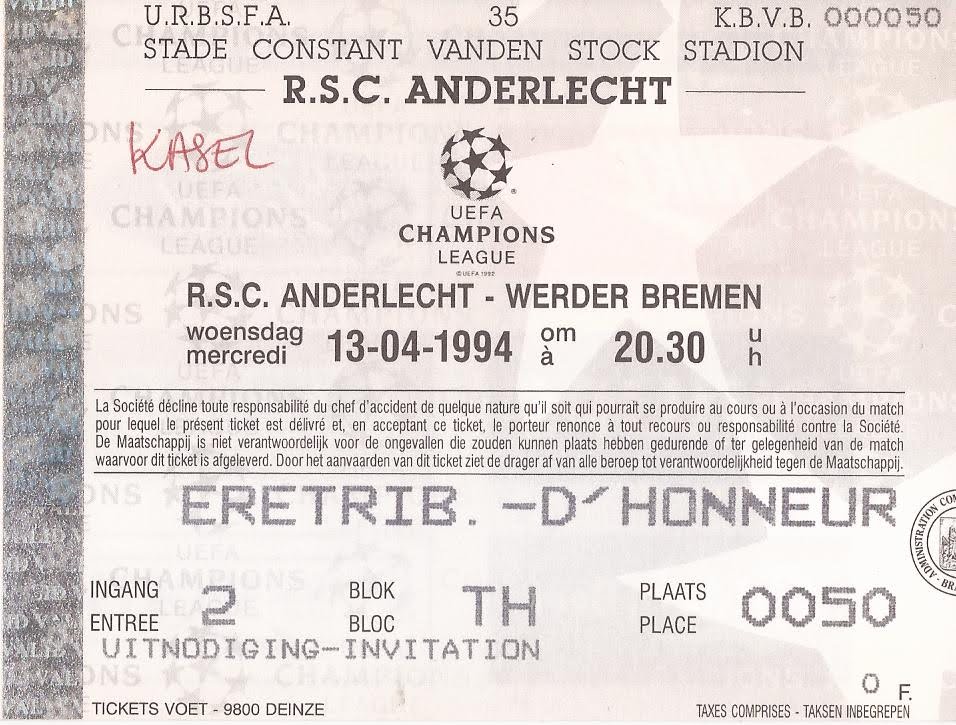 U.R.B.S.F.A. 35 K.B.V.B. 000050
STADE CONSTANT VANDEN STOCK STADION
R.S.C. ANDERLECHT
KASEL
UEFA
CHAMPIONS
LEAGUE
©UEFA 1992
R.S.C. ANDERLECHT - WERDER BREMEN
woensdag
mercredi 13-04-1994 om à 20.30 u h
La Société décline toute responsabilité du chef d'accident de quelque nature qu'il soit qui pourrait se produire au cours ou à l'occasion du match
pour lequel le présent ticket est délivré et, en acceptant ce ticket, le porteur renonce à tout recours ou responsabilité contre la Société.
De Maatschappij is niet verantwoordelijk voor de ongevallen die zouden kunnen plaats hebben gedurende of ter gelegenheid van de match
waarvoor dit ticket is afgeleverd. Door het aanvaarden van dit ticket ziet de drager af van alle beroep tot verantwoordelijkheid tegen de Maatschappij.
ERETRIB. -D'HONNEUR
INGANG
ENTREE 2 BLOK
BLOC TH PLAATS
PLACE 0050
UITNODIGING-INVITATION
0 F.
TICKETS VOET - 9800 DEINZE TAXES COMPRISES - TAKSEN INBEGREPEN
ADMINISTRATION